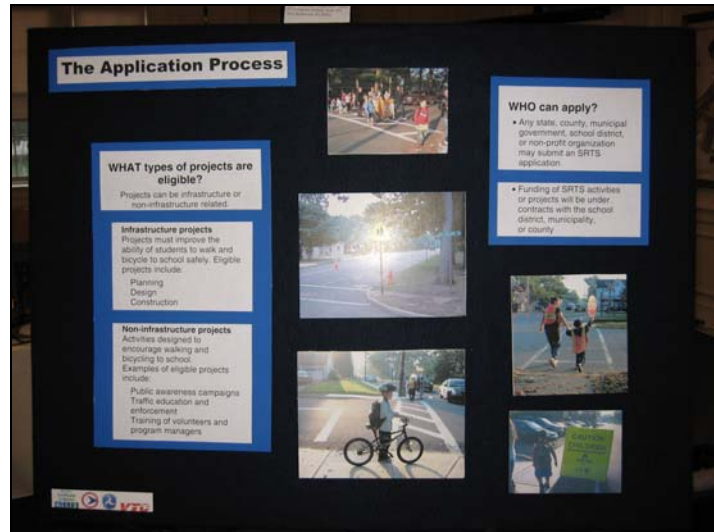 The Application Process
WHAT types of projects are
eligible?
Projects can be infrastructure or
non-infrastructure related.
Infrastructure projects
Projects must improve the
ability of students to walk and
bicycle to school safely. Eligible
projects include:
Planning
Design
Construction
Non-infrastructure projects
Activities designed to
encourage walking and
bicycling to school.
Examples of eligible projects
include:
Public awareness campaigns
Traffic education and
enforcement
Training of volunteers and
program managers
WHO can apply?
• Any state, county, municipal
government, school district,
or non-profit organization
may submit an SRTS
application
• Funding of SRTS activities
or projects will be under
contracts with the school
district, municipality,
or county
CAUTION
CHILDREN
VTC